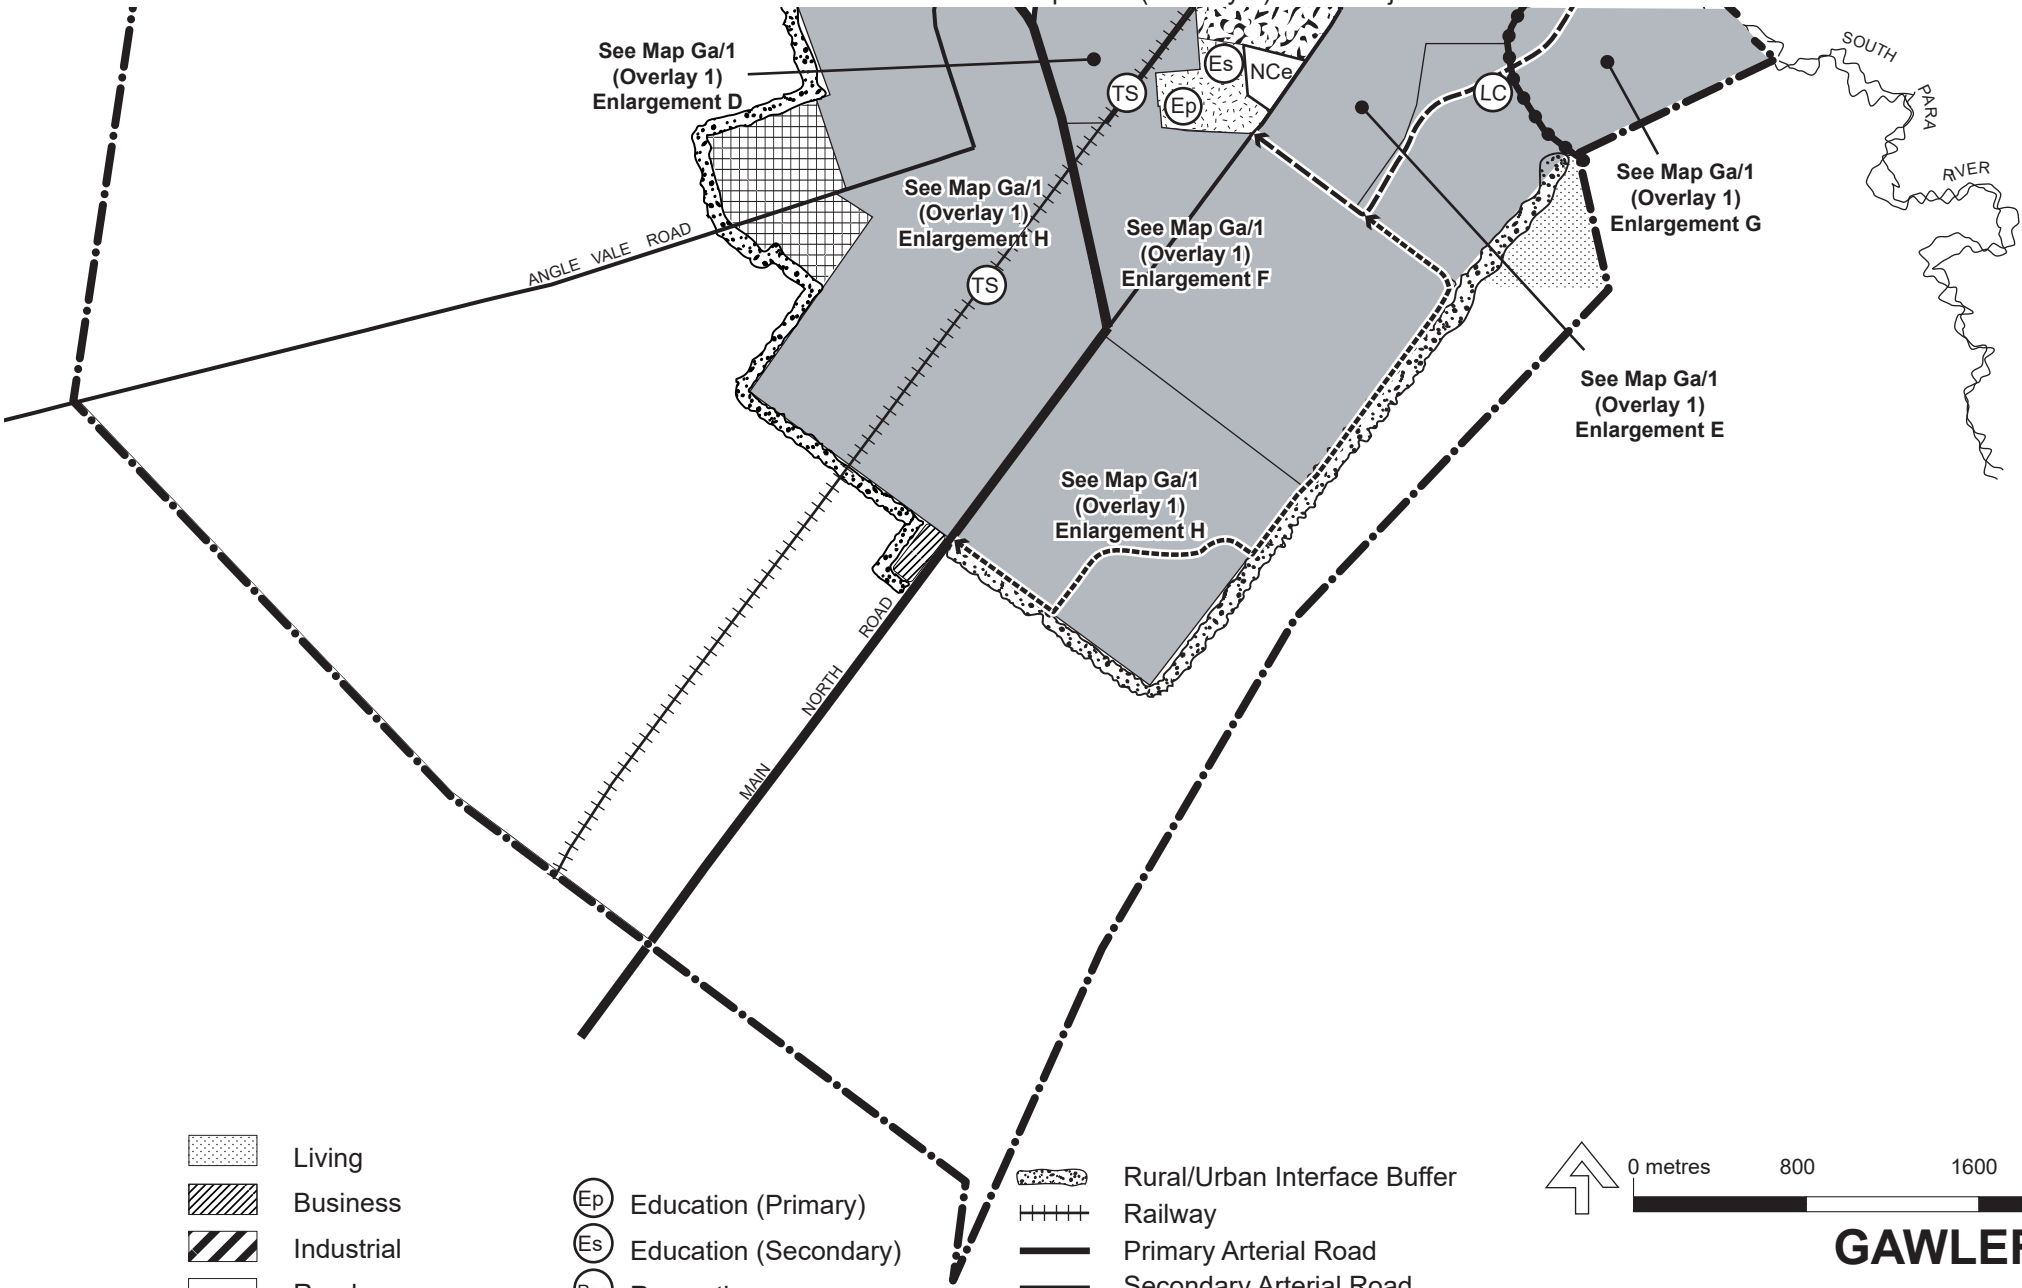 See Map Ga/1
(Overlay 1)
Enlargement D
TS
Es
NCe
Ep
LC
SOUTH
PARA
RIVER
See Map Ga/1
(Overlay 1)
Enlargement G
See Map Ga/1
(Overlay 1)
Enlargement H
See Map Ga/1
(Overlay 1)
Enlargement F
ANGLE VALE ROAD
TS
See Map Ga/1
(Overlay 1)
Enlargement E
See Map Ga/1
(Overlay 1)
Enlargement H
MAIN NORTH ROAD
Living
Business
Industrial
Ep Education (Primary)
Es Education (Secondary)
Rural/Urban Interface Buffer
Railway
Primary Arterial Road
Secondary Arterial Road
0 metres 800 1600
GAWLER